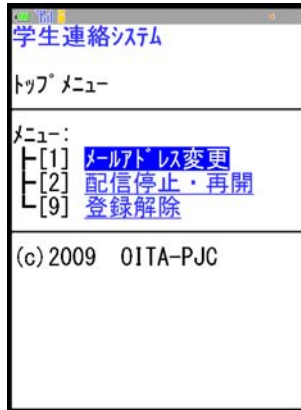 学生連絡ｼｽﾃﾑ
ﾄｯﾌﾟﾒﾆｭｰ
ﾒﾆｭｰ:
├[1] ﾒｰﾙｱﾄﾞﾚｽ変更
├[2] 配信停止・再開
└[9] 登録解除
(c)2009 OITA-PJC